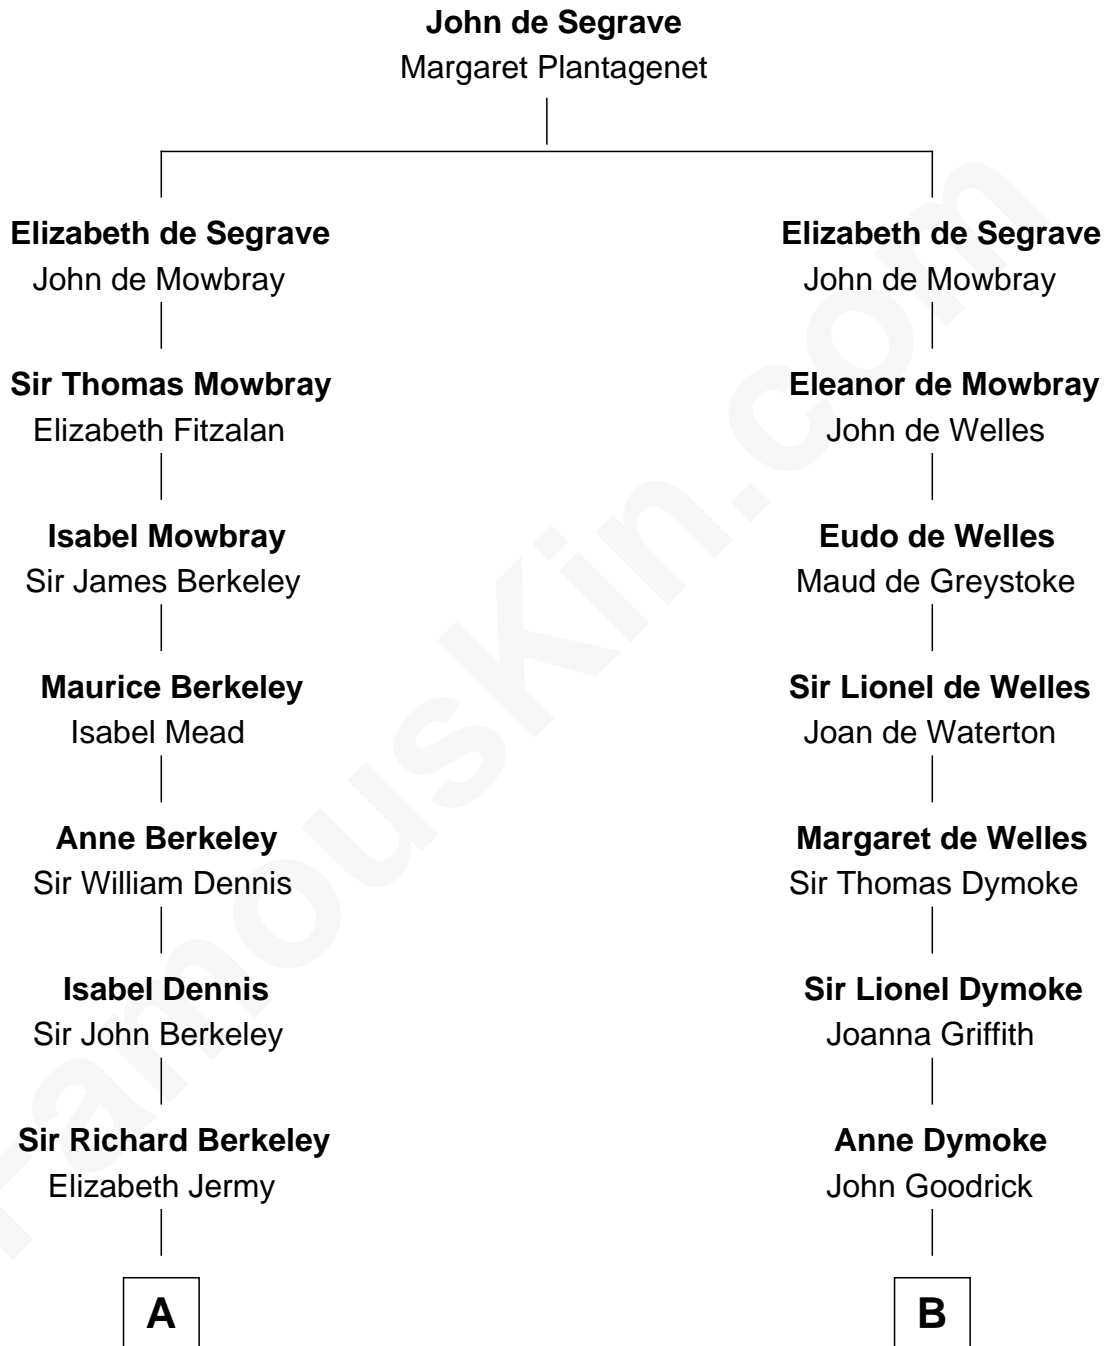 John de Segrave
Margaret Plantagenet
Elizabeth de Segrave
John de Mowbray
Elizabeth de Segrave
John de Mowbray
Sir Thomas Mowbray
Elizabeth Fitzalan
Eleanor de Mowbray
John de Welles
Isabel Mowbray
Sir James Berkeley
Eudo de Welles
Maud de Greystoke
Maurice Berkeley
Isabel Mead
Sir Lionel de Welles
Joan de Waterton
Anne Berkeley
Sir William Dennis
Margaret de Welles
Sir Thomas Dymoke
Isabel Dennis
Sir John Berkeley
Sir Lionel Dymoke
Joanna Griffith
Sir Richard Berkeley
Elizabeth Jermy
Anne Dymoke
John Goodrick
A
B
FamousKin.com